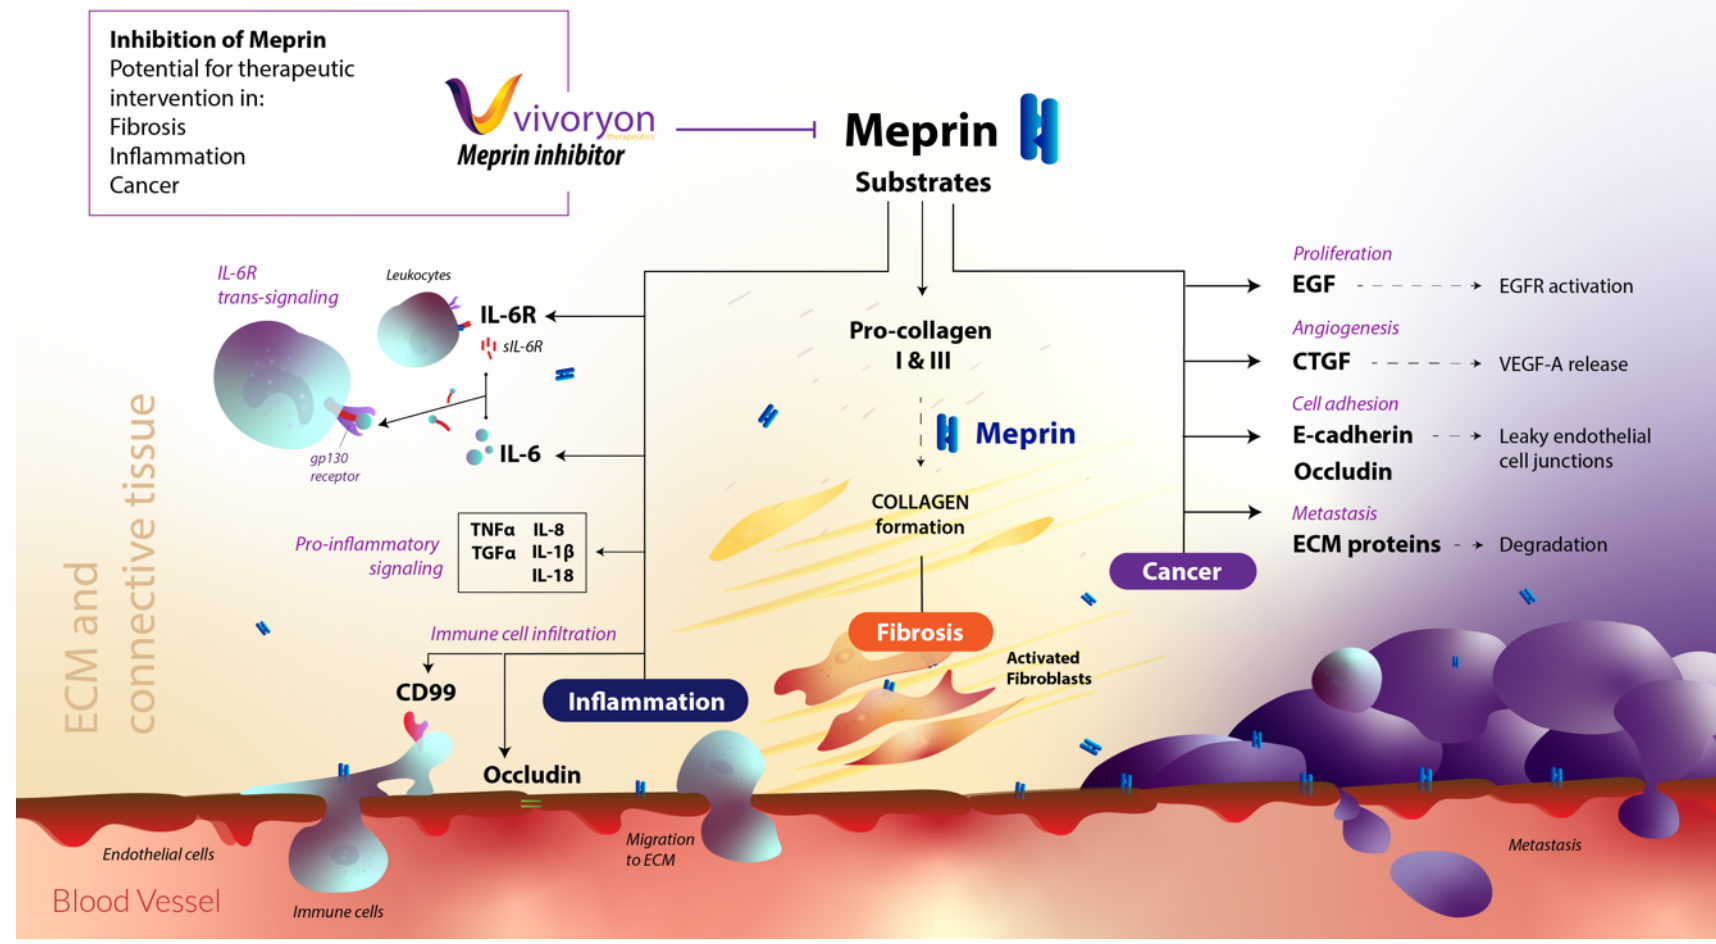 Inhibition of Meprin
Potential for therapeutic
intervention in:
Fibrosis
Inflammation
Cancer
vivoryon
therapeutics
Meprin inhibitor
Meprin
Substrates
IL-6R
trans-signaling
Leukocytes
IL-6R
sIL-6R
gp130
receptor
IL-6
Pro-inflammatory
signaling
TNFα IL-8
TGFα IL-1β
IL-18
Immune cell infiltration
CD99
Occludin
Inflammation
Pro-collagen
I & III
Meprin
COLLAGEN
formation
Fibrosis
Activated
Fibroblasts
Proliferation
EGF
EGFR activation
Angiogenesis
CTGF
VEGF-A release
Cell adhesion
E-cadherin
Occludin
Leaky endothelial
cell junctions
Metastasis
ECM proteins
Degradation
Cancer
ECM and
connective tissue
Endothelial cells
Blood Vessel
Immune cells
Migration
to ECM
Metastasis